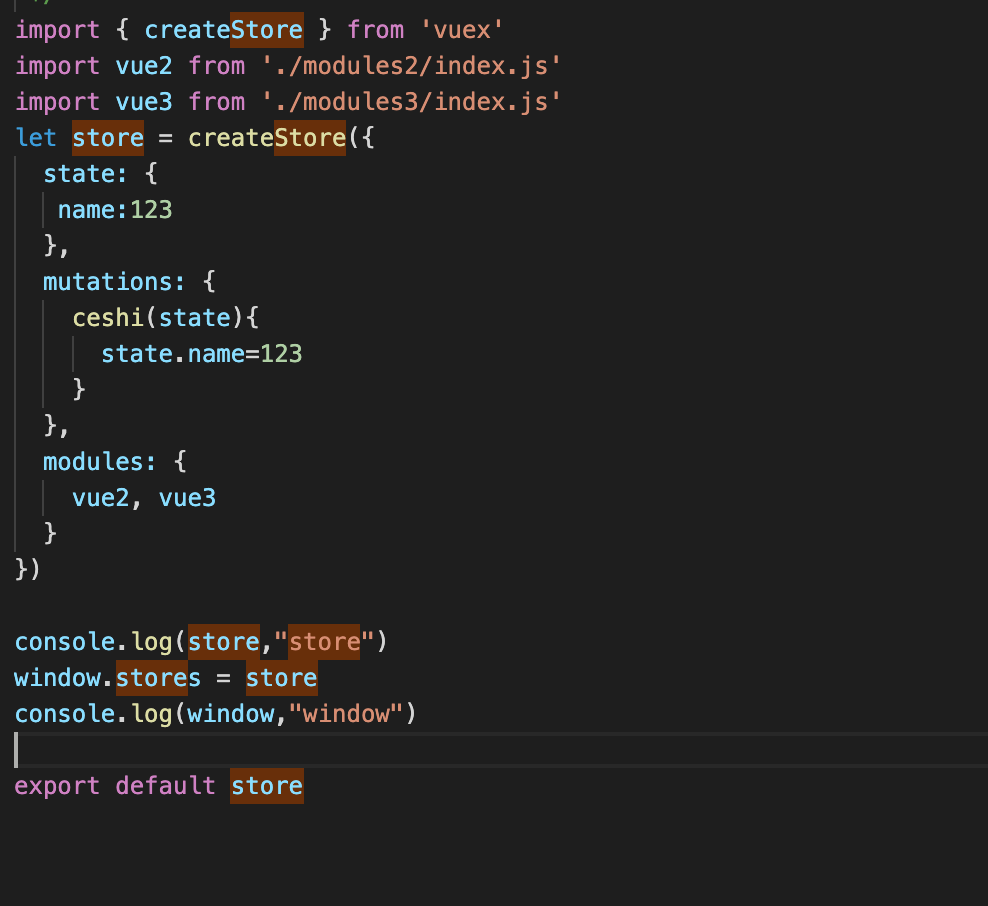 */
import { createStore } from 'vuex'
import vue2 from './modules2/index.js'
import vue3 from './modules3/index.js'
let store = createStore({
  state: {
   name:123
  },
  mutations: {
    ceshi(state){
      state.name=123
    }
  },
  modules: {
    vue2, vue3
  }
})

console.log(store,"store")
window.stores = store
console.log(window,"window")

export default store